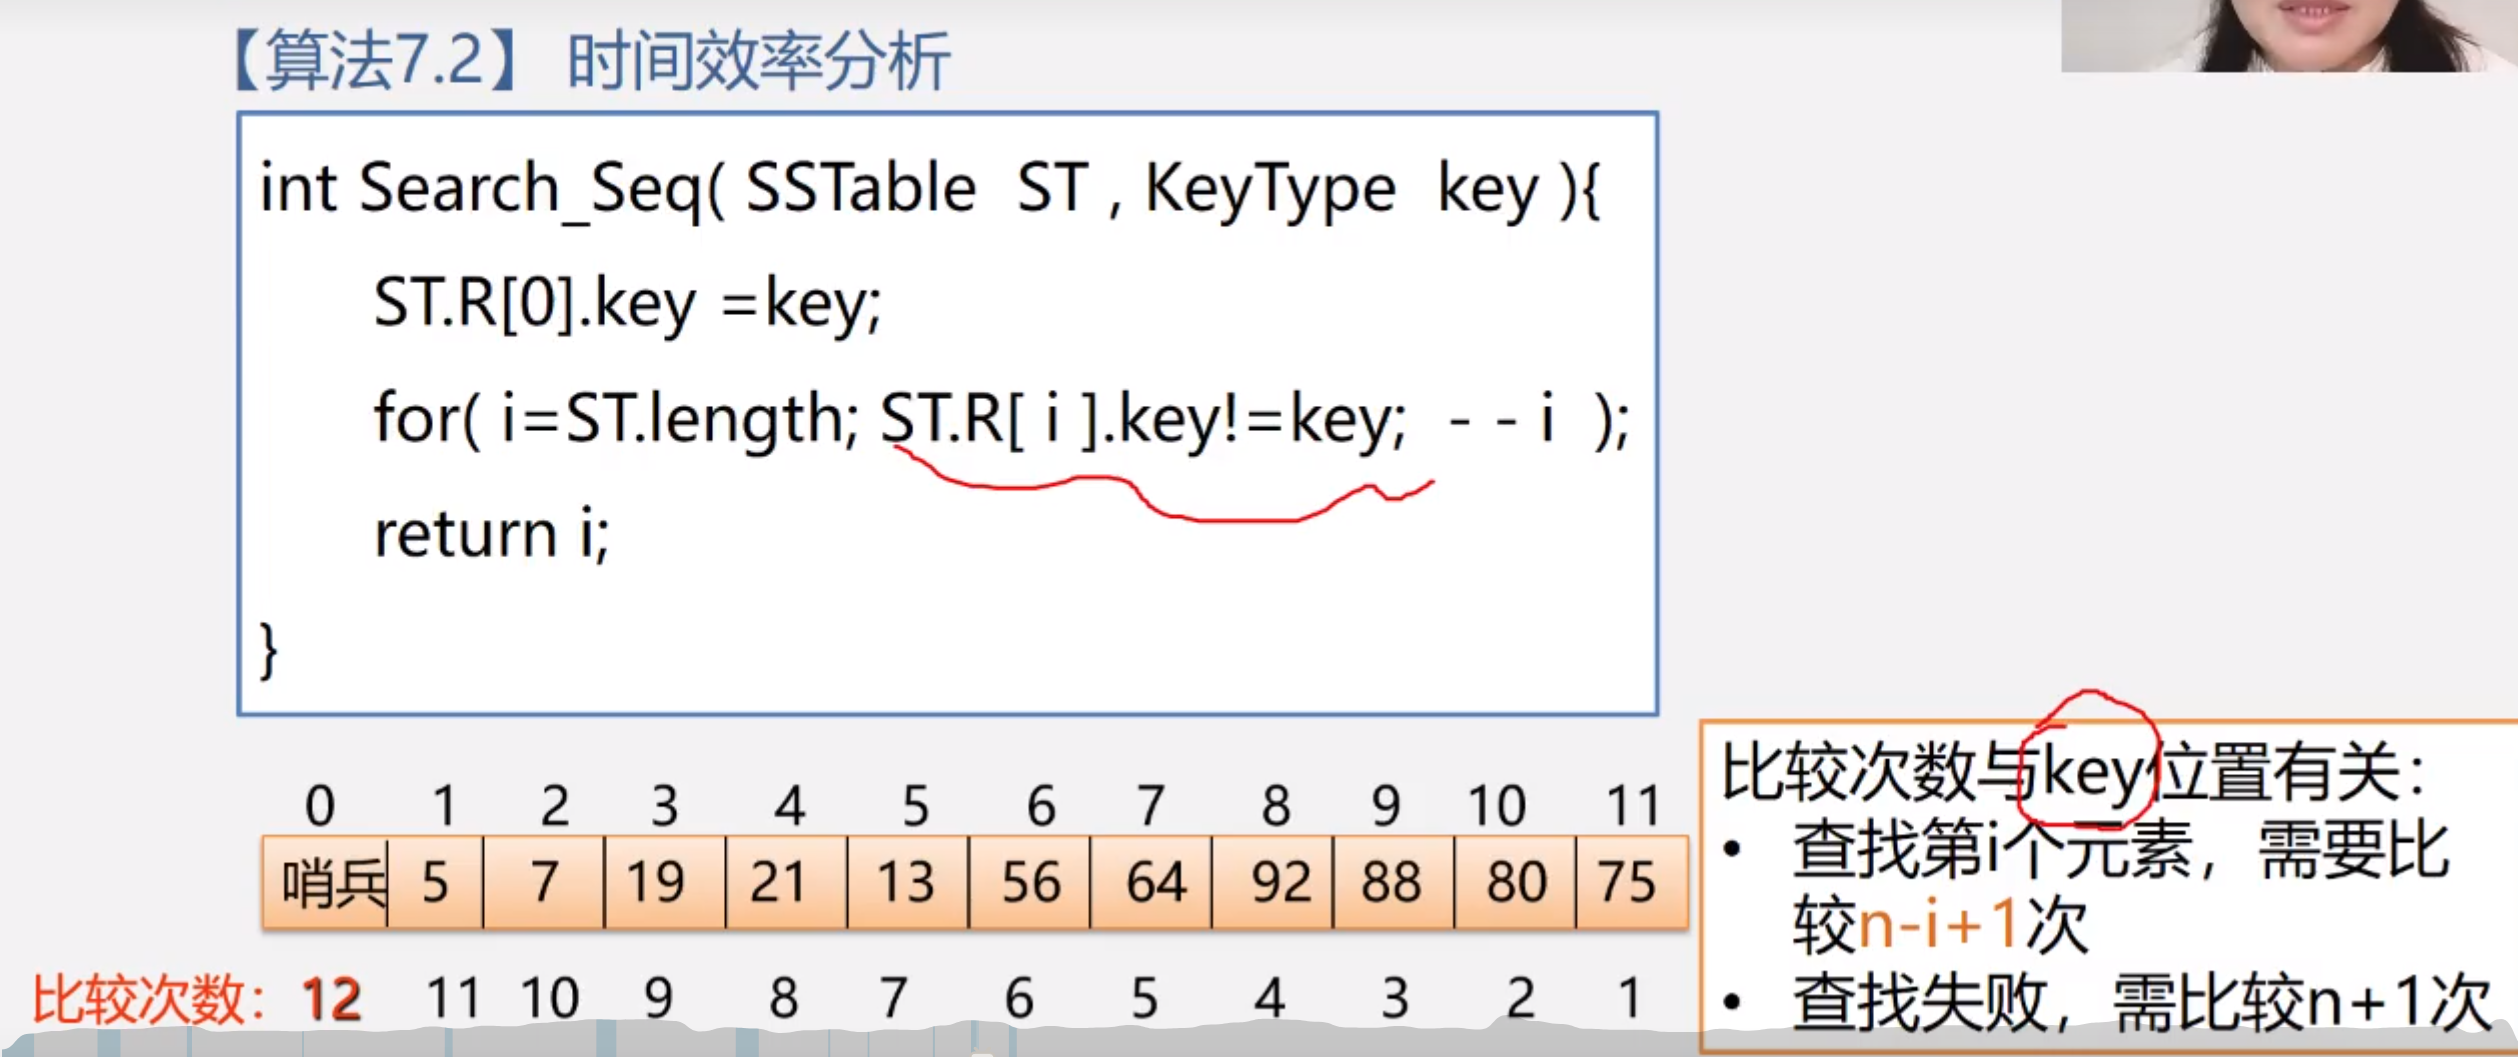 【算法7.2】 时间效率分析
int Search_Seq( SSTable ST , KeyType key ){
ST.R[0].key =key;
for( i=ST.length; ST.R[ i ].key!=key; - - i );
return i;
}
0 1 2 3 4 5 6 7 8 9 10 11
哨兵 5 7 19 21 13 56 64 92 88 80 75
比较次数：12 11 10 9 8 7 6 5 4 3 2 1
比较次数与key位置有关：
• 查找第i个元素，需要比
较n-i+1次
• 查找失败，需比较n+1次